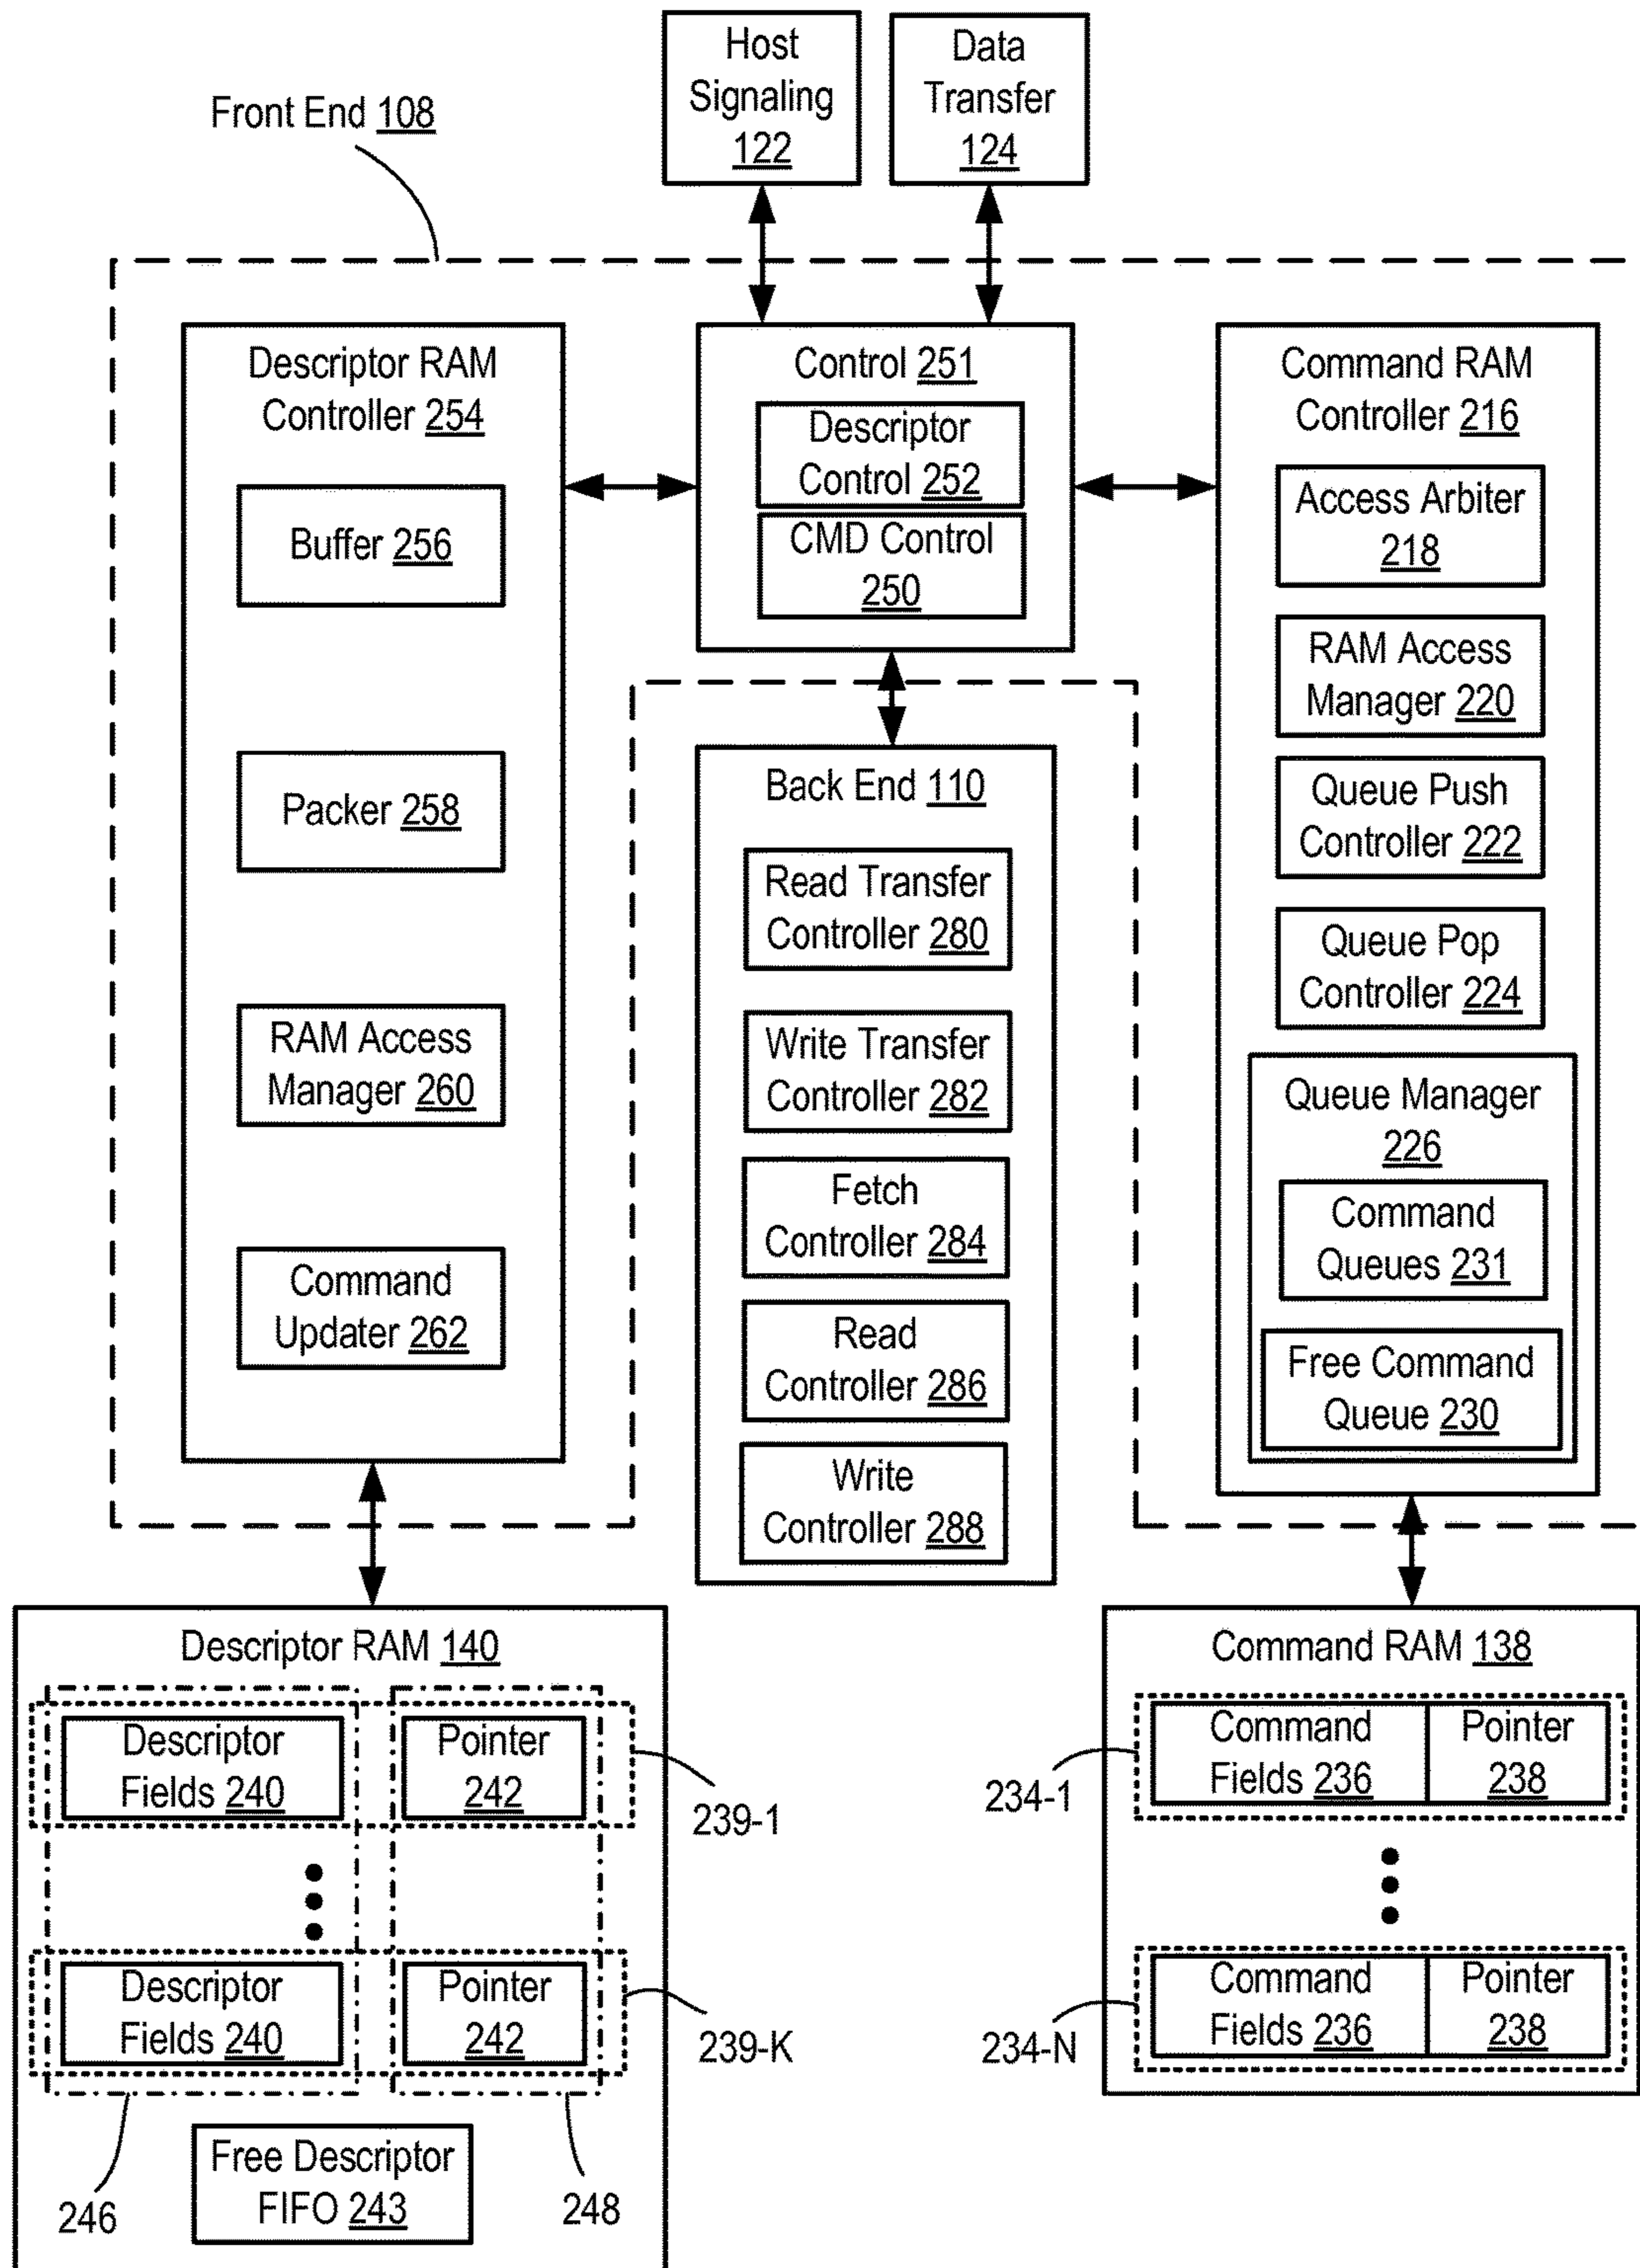 Host
Signaling
122
Data
Transfer
124
Front End 108
Descriptor RAM
Controller 254
Buffer 256
Packer 258
RAM Access
Manager 260
Command
Updater 262
Control 251
Descriptor
Control 252
CMD Control
250
Command RAM
Controller 216
Access Arbiter
218
RAM Access
Manager 220
Queue Push
Controller 222
Queue Pop
Controller 224
Queue Manager
226
Command
Queues 231
Free Command
Queue 230
Back End 110
Read Transfer
Controller 280
Write Transfer
Controller 282
Fetch
Controller 284
Read
Controller 286
Write
Controller 288
Descriptor RAM 140
Descriptor
Fields 240
Pointer
242
239-1
Descriptor
Fields 240
Pointer
242
239-K
246
Free Descriptor
FIFO 243
248
Command RAM 138
234-1
Command
Fields 236
Pointer
238
234-N
Command
Fields 236
Pointer
238